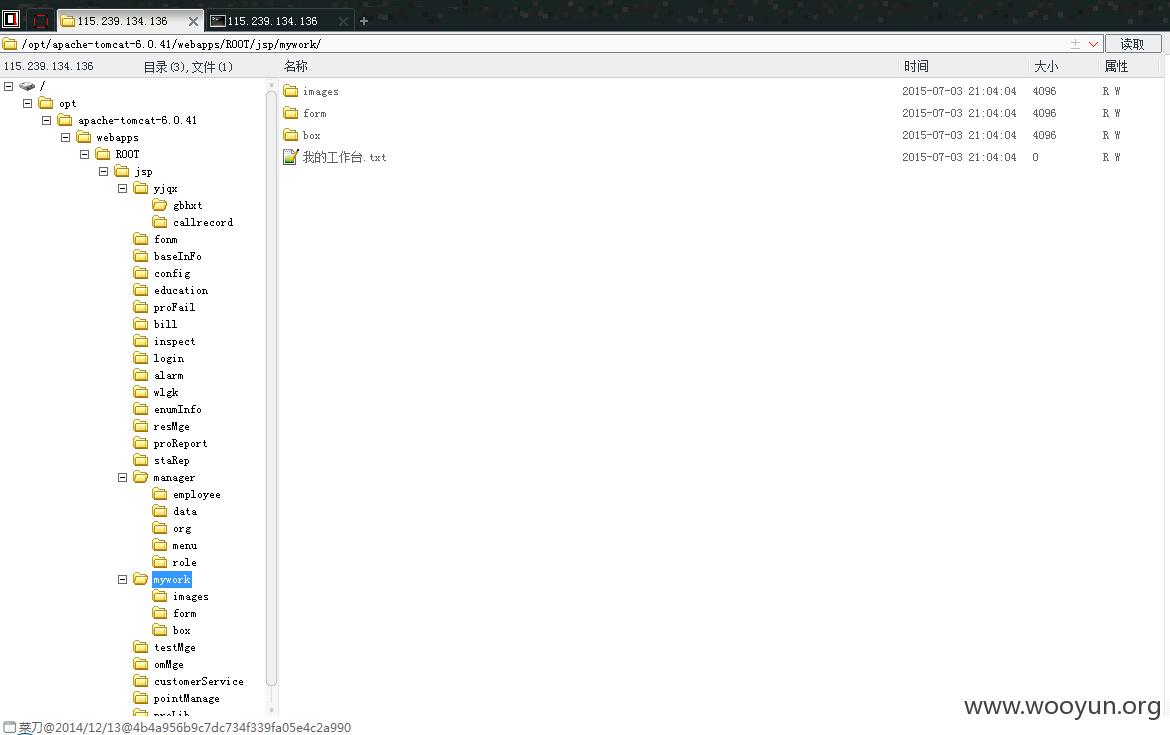 115.239.134.136 115.239.134.136
/opt/apache-tomcat-6.0.41/webapps/ROOT/jsp/mywork/ 读取
115.239.134.136 目录(3),文件(1) 名称 时间 大小 属性
/
opt
apache-tomcat-6.0.41
webapps
ROOT
jsp
yjqx
gbhxt
callrecord
fonm
baseInFo
config
education
proFail
bill
inspect
login
alarm
wlgk
enumInfo
resMge
proReport
staRep
manager
employee
data
org
menu
role
mywork
images
form
box
testMge
omMge
customerService
pointManage
proLib
images 2015-07-03 21:04:04 4096 R W
form 2015-07-03 21:04:04 4096 R W
box 2015-07-03 21:04:04 4096 R W
我的工作台.txt 2015-07-03 21:04:04 0 R W
www.wooyun.org
菜刀@2014/12/13@4b4a956b9c7dc734f339fa05e4c2a990